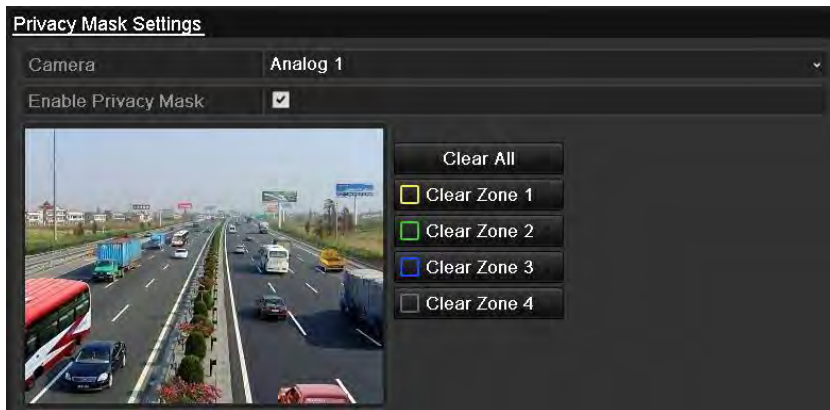 Privacy Mask Settings
Camera Analog 1
Enable Privacy Mask
Clear All
Clear Zone 1
Clear Zone 2
Clear Zone 3
Clear Zone 4